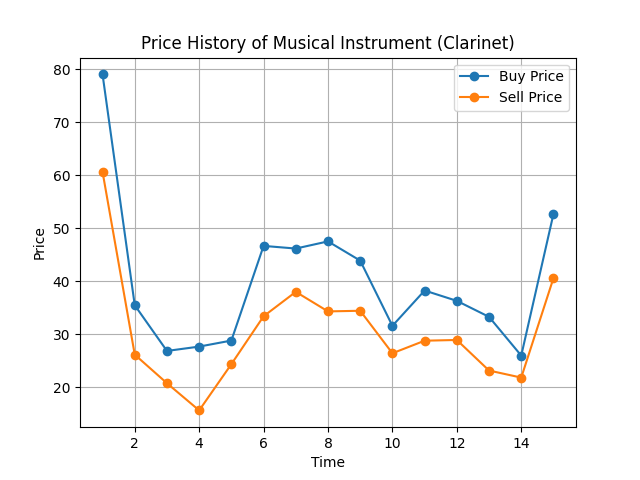 Price History of Musical Instrument (Clarinet)
Buy Price
Sell Price
80
70
60
50
40
30
20
Price
2 4 6 8 10 12 14
Time